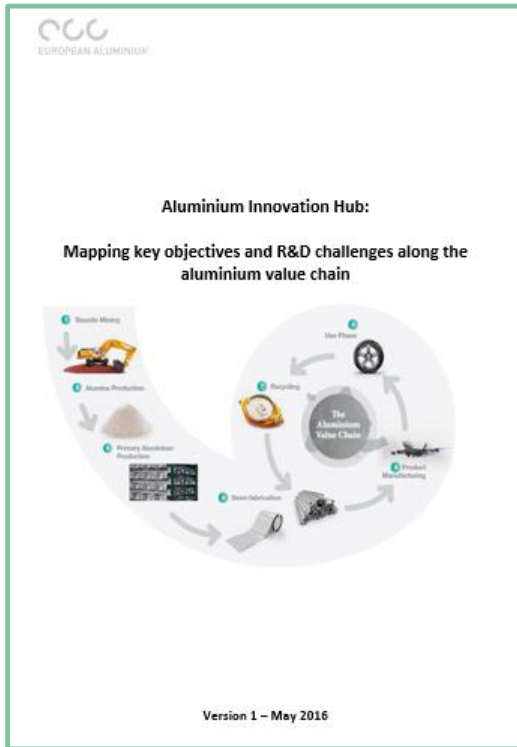 EUROPEAN ALUMINIUM
Aluminium Innovation Hub:
Mapping key objectives and R&D challenges along the
aluminium value chain
Bauxite Mining
Use Phase
Alumina Production
Recycling
The
Aluminium
Value Chain
Primary Aluminium
Production
Product
Manufacturing
Semi-fabrication
Version 1 – May 2016